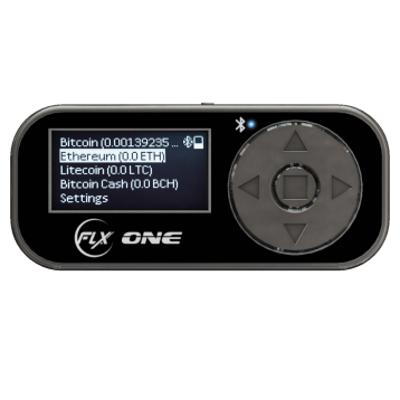 Bitcoin (0.00139235 ...
Ethereum (0.0 ETH)
Litecoin (0.0 LTC)
Bitcoin Cash (0.0 BCH)
Settings
FLX ONE